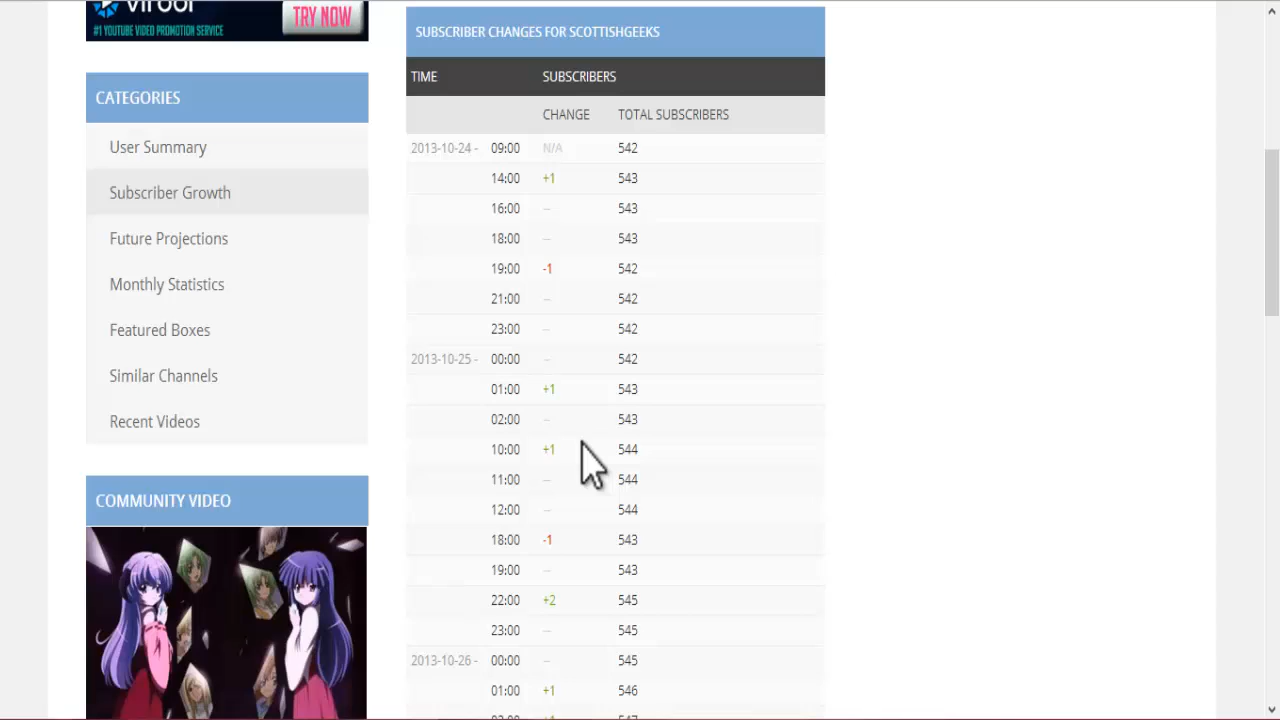 TRY NOW
#1 YOUTUBE VIDEO PROMOTION SERVICE
CATEGORIES
User Summary
Subscriber Growth
Future Projections
Monthly Statistics
Featured Boxes
Similar Channels
Recent Videos
COMMUNITY VIDEO
SUBSCRIBER CHANGES FOR SCOTTISHGEEKS
TIME SUBSCRIBERS
CHANGE TOTAL SUBSCRIBERS
2013-10-24 - 09:00 N/A 542
14:00 +1 543
16:00 -- 543
18:00 -- 543
19:00 -1 542
21:00 -- 542
23:00 -- 542
2013-10-25 - 00:00 -- 542
01:00 +1 543
02:00 -- 543
10:00 +1 544
11:00 -- 544
12:00 -- 544
18:00 -1 543
19:00 -- 543
22:00 +2 545
23:00 -- 545
2013-10-26 - 00:00 -- 545
01:00 +1 546